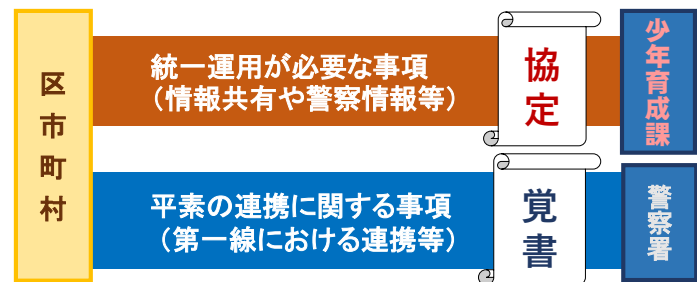 区市町村
統一運用が必要な事項
（情報共有や警察情報等）
協定
少年育成課
平素の連携に関する事項
（第一線における連携等）
覚書
警察署